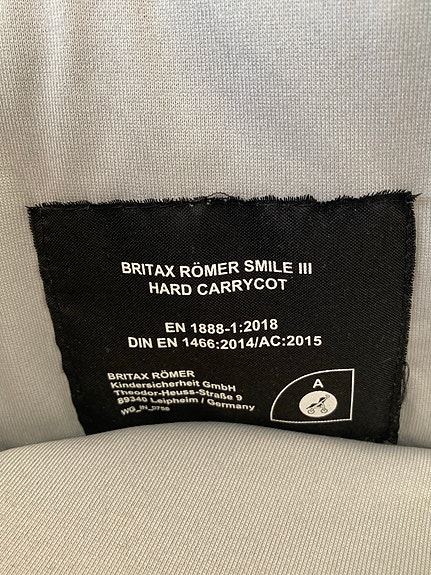 BRITAX RÖMER SMILE III
HARD CARRYCOT
EN 1888-1:2018
DIN EN 1466:2014/AC:2015
BRITAX RÖMER
Kindersicherheit GmbH
Theodor-Heuss-Straße 9
89340 Leipheim / Germany
WG_IN_0756
A